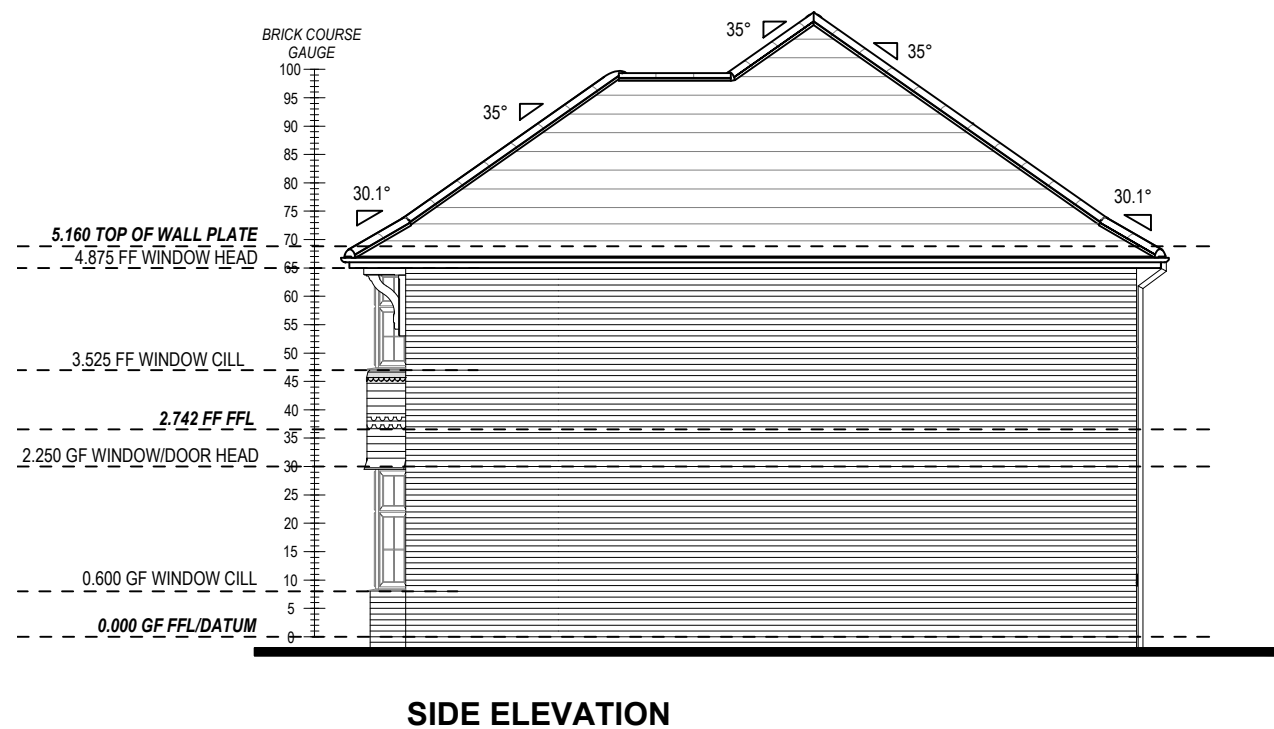 BRICK COURSE
GAUGE
100
95
90
85
80
75
70
65
60
55
50
45
40
35
30
25
20
15
10
5
0
35°
35°
35°
30.1°
30.1°
5.160 TOP OF WALL PLATE
4.875 FF WINDOW HEAD
3.525 FF WINDOW CILL
2.742 FF FFL
2.250 GF WINDOW/DOOR HEAD
0.600 GF WINDOW CILL
0.000 GF FFL/DATUM
SIDE ELEVATION